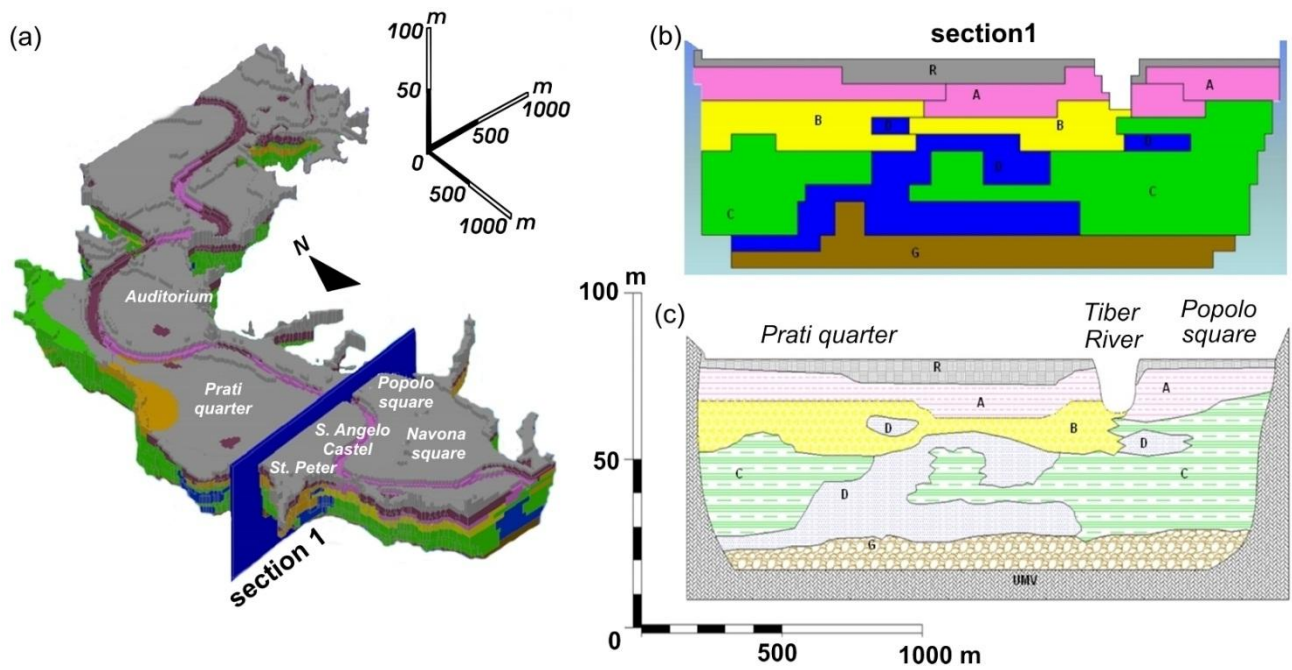 (a)
100 m
50
0
500
1000
500
1000 m
N
Auditorium
Prati
quarter
Popolo
square
S. Angelo
Castel
Navona
square
St. Peter
section 1
(b)
section1
R
A
A
B
B
D
D
C
C
G
(c)
100 m
50
0
500
1000 m
Prati quarter
Tiber
River
Popolo
square
R
A
A
D
B
D
C
D
C
G
UMV